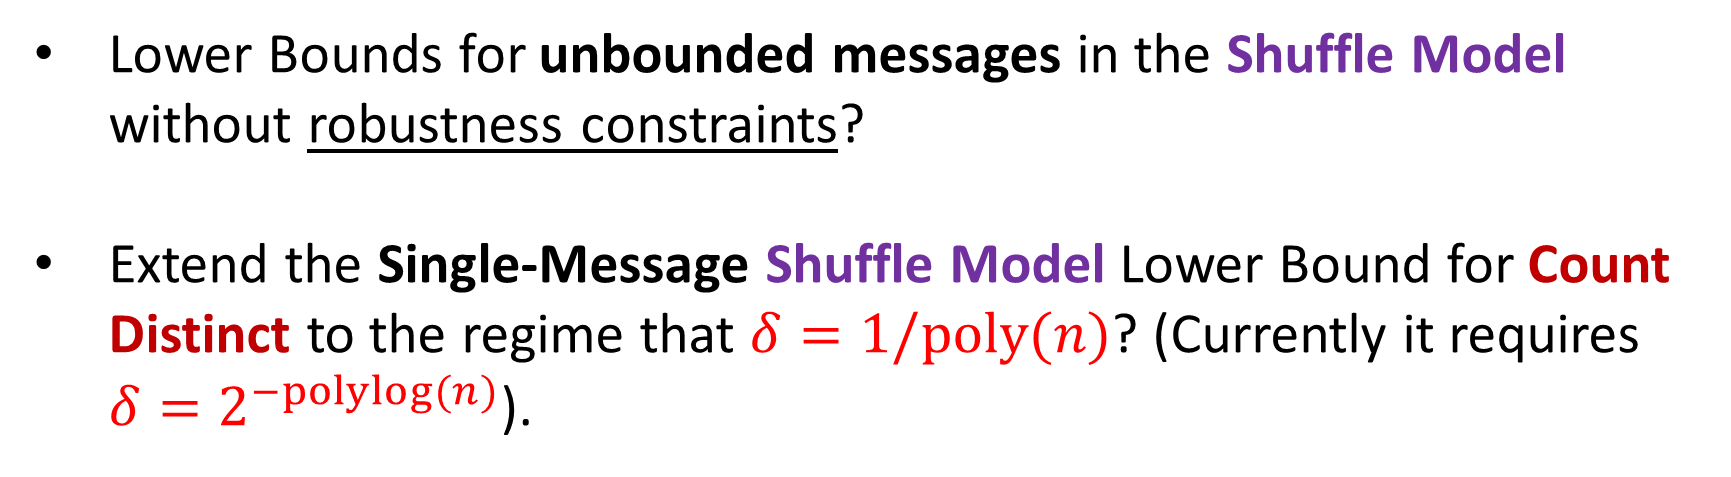 • Lower Bounds for unbounded messages in the Shuffle Model
without robustness constraints?
• Extend the Single-Message Shuffle Model Lower Bound for Count
Distinct to the regime that δ = 1/poly(n)? (Currently it requires
δ = 2^{−polylog(n)}).